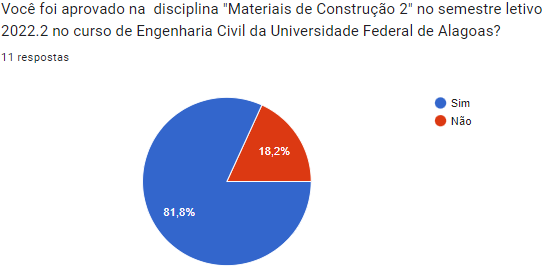 Você foi aprovado na  disciplina "Materiais de Construção 2" no semestre letivo
2022.2 no curso de Engenharia Civil da Universidade Federal de Alagoas?
11 respostas
Sim
Não
18,2%
81,8%